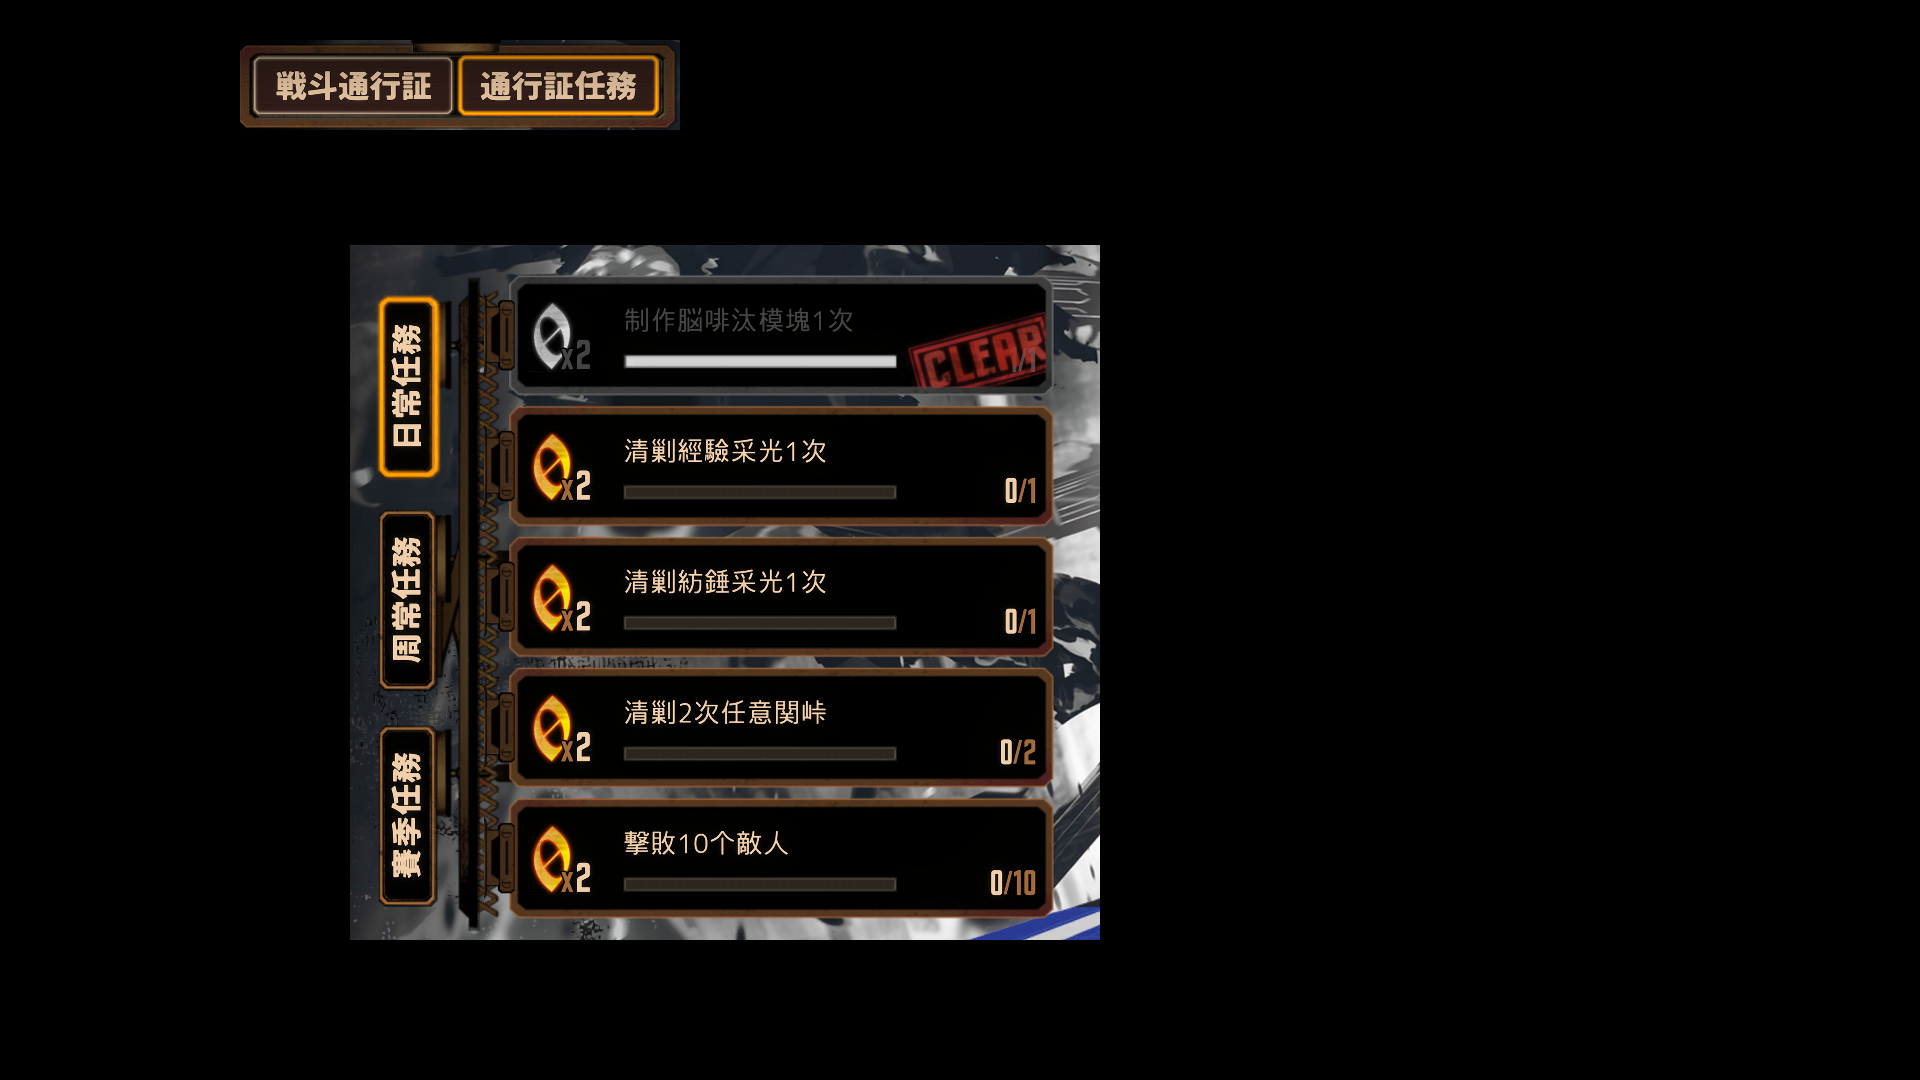 戦斗通行証
通行証任務
日常任務
周常任務
賽季任務
制作脳啡汰模塊1次
x2
CLEAR
/1
清剿經驗采光1次
x2
0/1
清剿紡錘采光1次
x2
0/1
清剿2次任意関峠
x2
0/2
撃敗10个敵人
x2
0/10